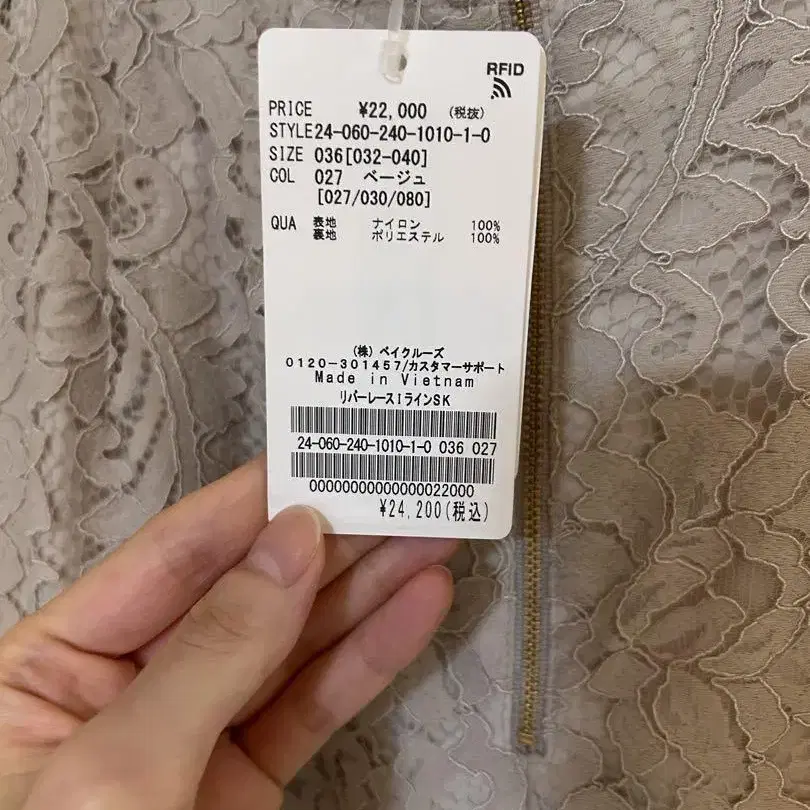 RFID
PRICE ¥22,000 (税抜)
STYLE24-060-240-1010-1-0
SIZE 036[032-040]
COL 027 ベージュ
[027/030/080]
QUA 表地 ナイロン 100%
裏地 ポリエステル 100%
(株)ベイクルーズ
0120-301457/カスタマーサポート
Made in Vietnam
リバーレースIラインSK
24-060-240-1010-1-0 036 027
00000000000000022000
¥24,200(税込)